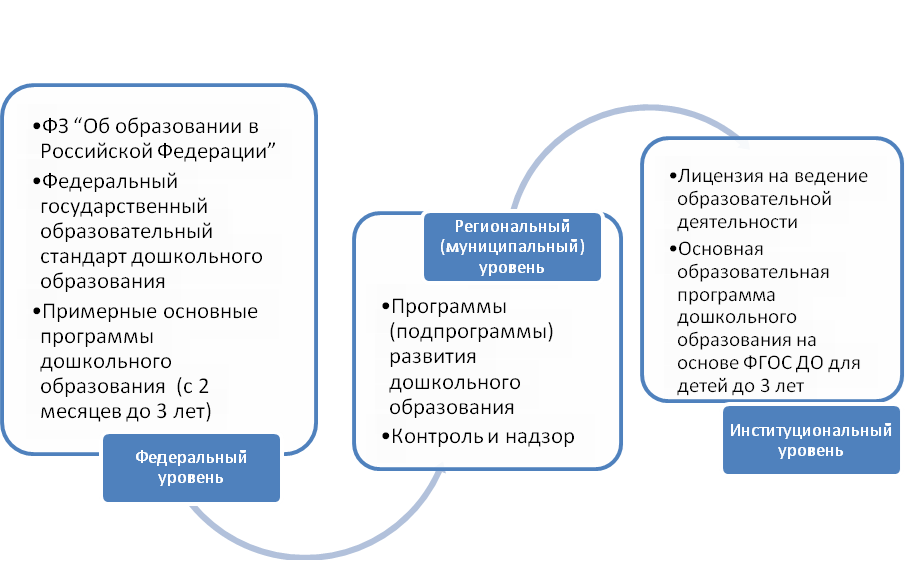 •ФЗ “Об образовании в
Российской Федерации”
•Федеральный
государственный
образовательный
стандарт дошкольного
образования
•Примерные основные
программы
дошкольного
образования (с 2
месяцев до 3 лет)
Федеральный
уровень
Региональный
(муниципальный)
уровень
•Программы
(подпрограммы)
развития
дошкольного
образования
•Контроль и надзор
•Лицензия на ведение
образовательной
деятельности
•Основная
образовательная
программа
дошкольного
образования на
основе ФГОС ДО для
детей до 3 лет
Институциональный
уровень